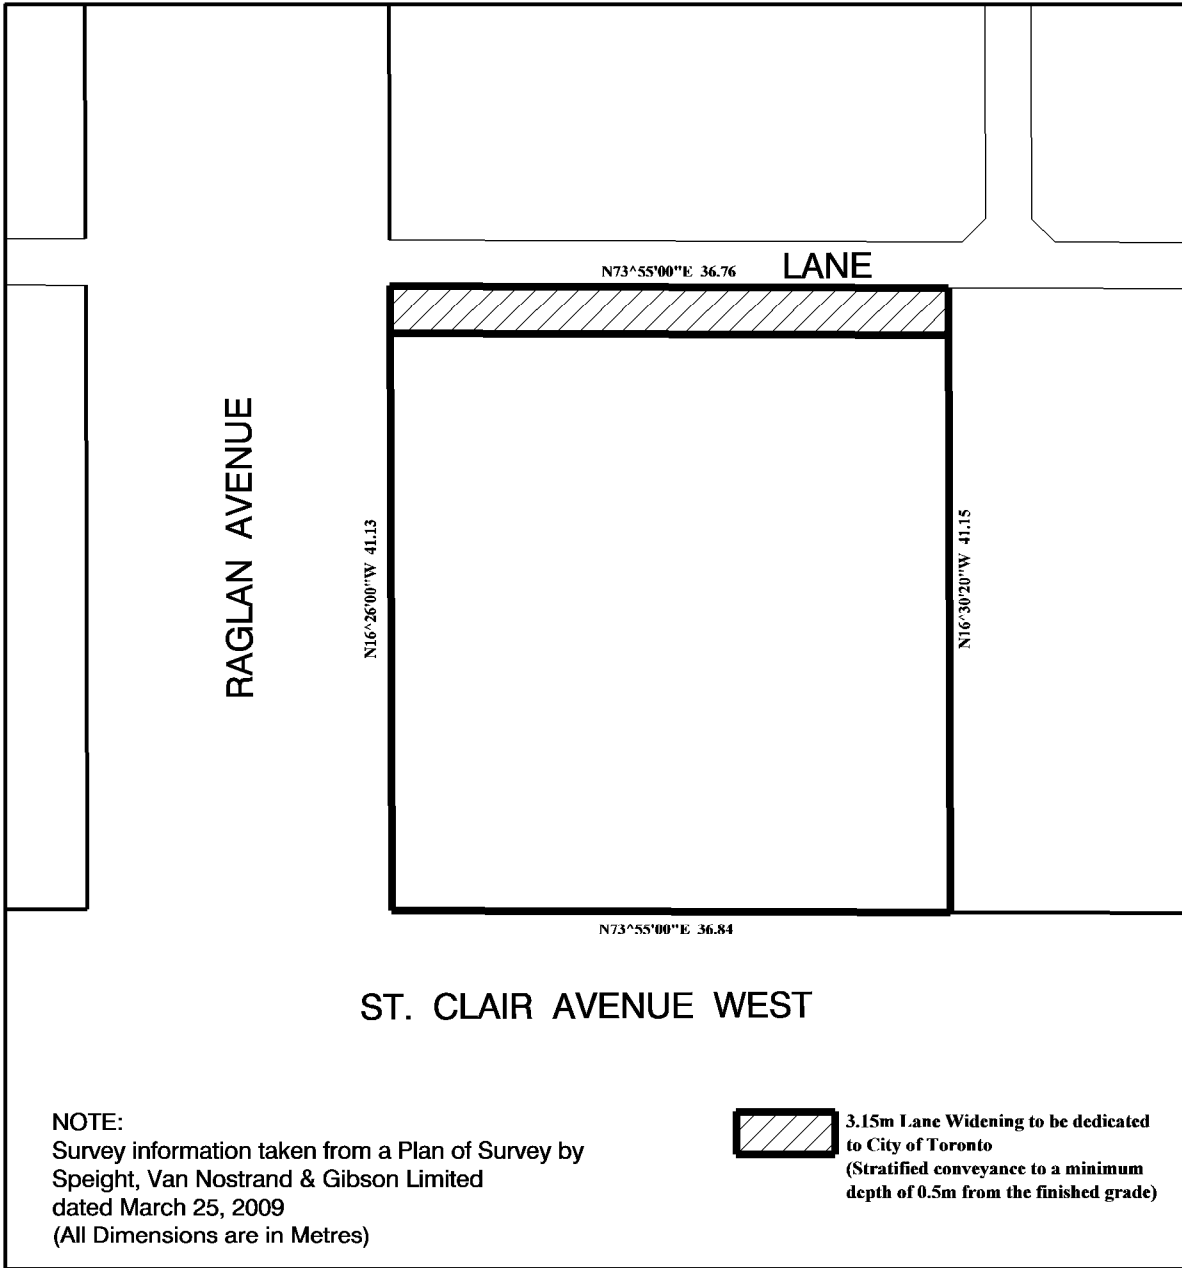 LANE
N73^55'00"E 36.76
RAGLAN AVENUE
N16^26'00"W 41.13
N16^30'20"W 41.15
N73^55'00"E 36.84
ST. CLAIR AVENUE WEST
NOTE:
Survey information taken from a Plan of Survey by
Speight, Van Nostrand & Gibson Limited
dated March 25, 2009
(All Dimensions are in Metres)
3.15m Lane Widening to be dedicated
to City of Toronto
(Stratified conveyance to a minimum
depth of 0.5m from the finished grade)